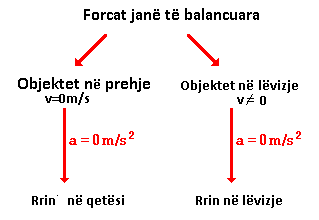 Forcat janë të balancuara
Objektet në prehje
v=0m/s
Objektet në lëvizje
v ≠ 0
a = 0 m/s²
a = 0 m/s²
Rrin në qetësi
Rrin në lëvizje